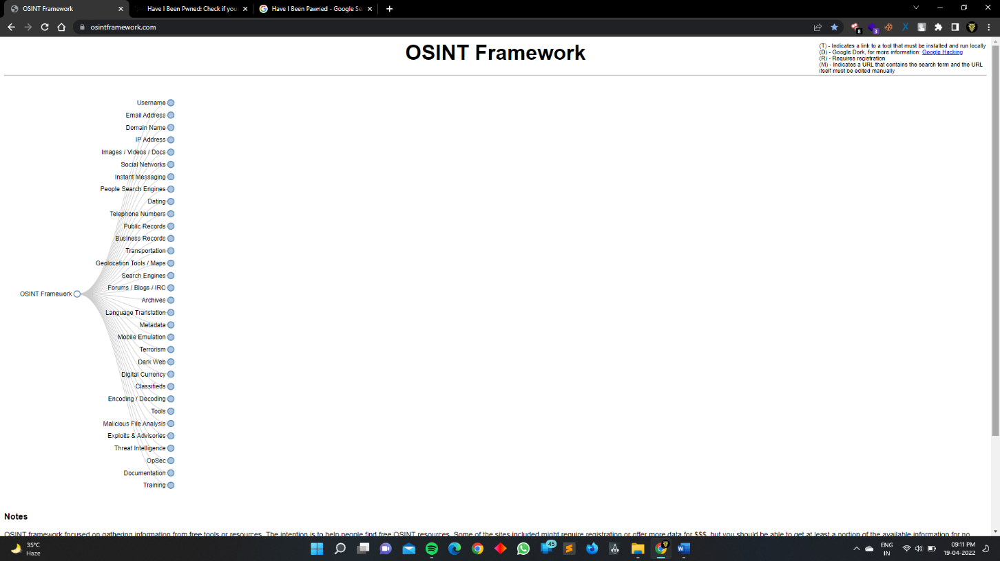 OSINT Framework
Have I Been Pwned: Check if you
Have I Been Pawned - Google Se
osintframework.com
8
3
OSINT Framework
(T) - Indicates a link to a tool that must be installed and run locally
(D) - Google Dork, for more information: Google Hacking
(R) - Requires registration
(M) - Indicates a URL that contains the search term and the URL
itself must be edited manually
Username
Email Address
Domain Name
IP Address
Images / Videos / Docs
Social Networks
Instant Messaging
People Search Engines
Dating
Telephone Numbers
Public Records
Business Records
Transportation
Geolocation Tools / Maps
Search Engines
Forums / Blogs / IRC
OSINT Framework
Archives
Language Translation
Metadata
Mobile Emulation
Terrorism
Dark Web
Digital Currency
Classifieds
Encoding / Decoding
Tools
Malicious File Analysis
Exploits & Advisories
Threat Intelligence
OpSec
Documentation
Training
Notes
OSINT framework focused on gathering information from free tools or resources. The intention is to help people find free OSINT resources. Some of the sites included might require registration or offer more data for $$$, but you should be able to get at least a portion of the available information for no
35°C
Haze
45
ENG
IN
09:11 PM
19-04-2022